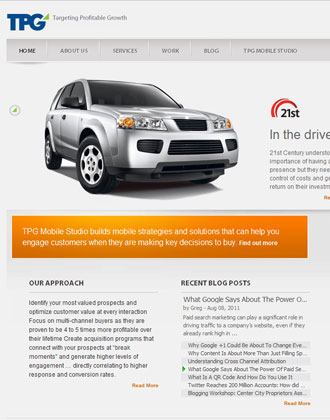 TPG Targeting Profitable Growth
HOME ABOUT US SERVICES WORK BLOG TPG MOBILE STUDIO
21st
In the drive
21st Century understo
importance of having
presence but they nee
control of costs and ge
return on their investm
Re
TPG Mobile Studio builds mobile strategies and solutions that can help you
engage customers when they are making key decisions to buy. Find out more
OUR APPROACH
Identify your most valued prospects and
optimize customer value at every interaction
Focus on multi-channel buyers as they are
proven to be 4 to 5 times more profitable over
their lifetime Create acquisition programs that
connect with your prospects at "break
moments" and generate higher levels of
engagement ... directly correlating to higher
response and conversion rates.
Read More
RECENT BLOG POSTS
What Google Says About The Power O...
by Greg - Aug 08, 2011
Paid search marketing can play a significant role in
driving traffic to a company's website, even if they
already rank high in ...
Why Google +1 Could Be About To Change Eve...
Why Content Is About More Than Just Filling Sp...
Understanding Cross Channel Attribution
What Google Says About The Power Of Paid Se...
What Is A QR Code And How Do You Use It
Twitter Reaches 200 Million Accounts: How did ...
Blogging Workshop: Center City Proprietors Ass...
Read More